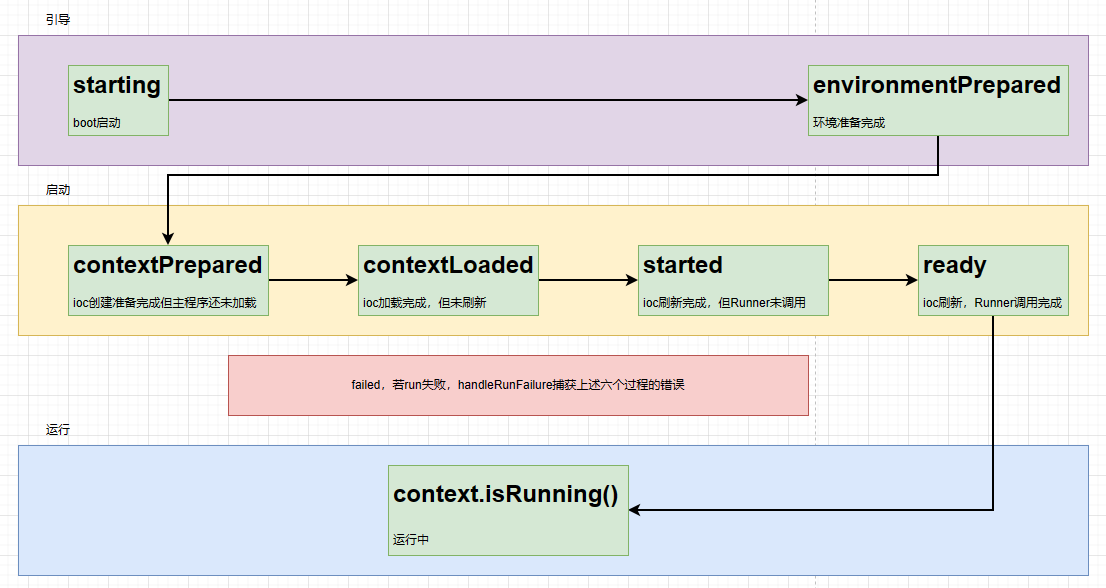 引导
starting
boot启动
environmentPrepared
环境准备完成
启动
contextPrepared
ioc创建准备完成但主程序还未加载
contextLoaded
ioc加载完成，但未刷新
started
ioc刷新完成，但Runner未调用
ready
ioc刷新，Runner调用完成
failed，若run失败，handleRunFailure捕获上述六个过程的错误
运行
context.isRunning()
运行中